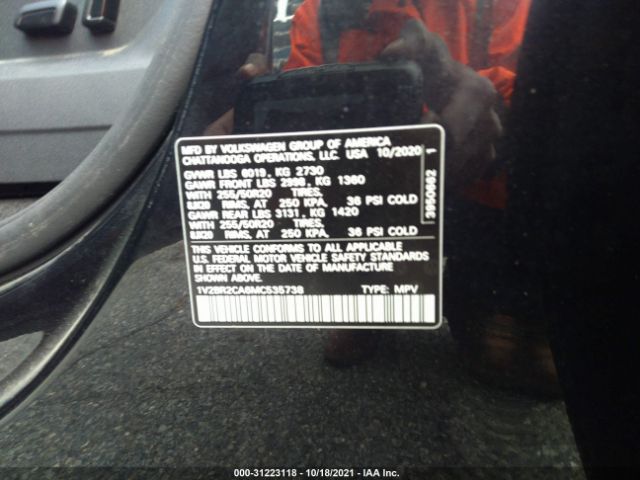 MFD BY VOLKSWAGEN GROUP OF AMERICA
CHATTANOOGA OPERATIONS, LLC. USA 10/2020
GVWR LBS 6019, KG 2730
GAWR FRONT LBS 2998, KG 1360
WITH 255/50R20 TIRES,
8JX20 RIMS, AT 250 KPA, 36 PSI COLD
GAWR REAR LBS 3131, KG 1420
WITH 255/50R20 TIRES,
8JX20 RIMS, AT 250 KPA, 36 PSI COLD
THIS VEHICLE CONFORMS TO ALL APPLICABLE
U.S. FEDERAL MOTOR VEHICLE SAFETY STANDARDS
IN EFFECT ON THE DATE OF MANUFACTURE
SHOWN ABOVE.
1V2BR2CA6MC535738 TYPE: MPV
3950662 1
000-31223118 - 10/18/2021 - IAA Inc.